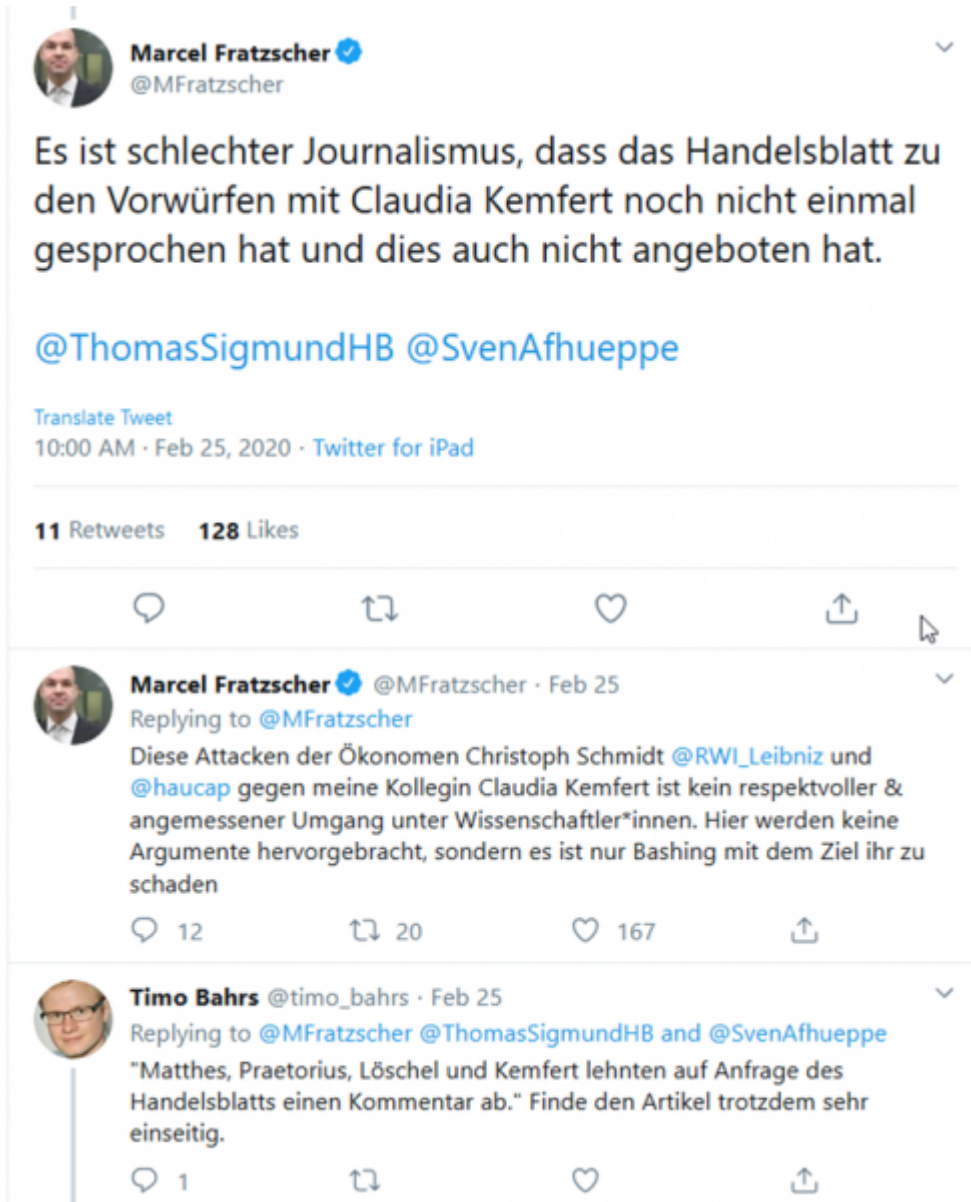 Marcel Fratzscher
@MFratzscher
Es ist schlechter Journalismus, dass das Handelsblatt zu
den Vorwürfen mit Claudia Kemfert noch nicht einmal
gesprochen hat und dies auch nicht angeboten hat.
@ThomasSigmundHB @SvenAfhueppe
Translate Tweet
10:00 AM · Feb 25, 2020 · Twitter for iPad
11 Retweets 128 Likes
Marcel Fratzscher @MFratzscher · Feb 25
Replying to @MFratzscher
Diese Attacken der Ökonomen Christoph Schmidt @RWI_Leibniz und
@haucap gegen meine Kollegin Claudia Kemfert ist kein respektvoller &
angemessener Umgang unter Wissenschaftler*innen. Hier werden keine
Argumente hervorgebracht, sondern es ist nur Bashing mit dem Ziel ihr zu
schaden
12 20 167
Timo Bahrs @timo_bahrs · Feb 25
Replying to @MFratzscher @ThomasSigmundHB and @SvenAfhueppe
"Matthes, Praetorius, Löschel und Kemfert lehnten auf Anfrage des
Handelsblatts einen Kommentar ab." Finde den Artikel trotzdem sehr
einseitig.
1